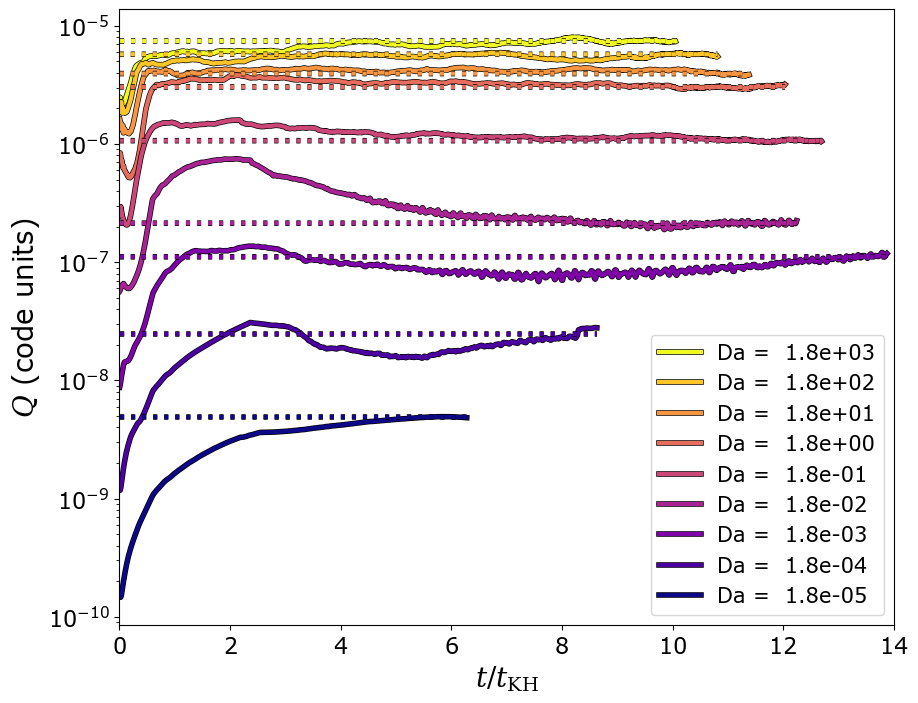 10⁻⁵
10⁻⁶
10⁻⁷
10⁻⁸
10⁻⁹
10⁻¹⁰
Q (code units)
Da = 1.8e+03
Da = 1.8e+02
Da = 1.8e+01
Da = 1.8e+00
Da = 1.8e-01
Da = 1.8e-02
Da = 1.8e-03
Da = 1.8e-04
Da = 1.8e-05
0 2 4 6 8 10 12 14
t/t_KH